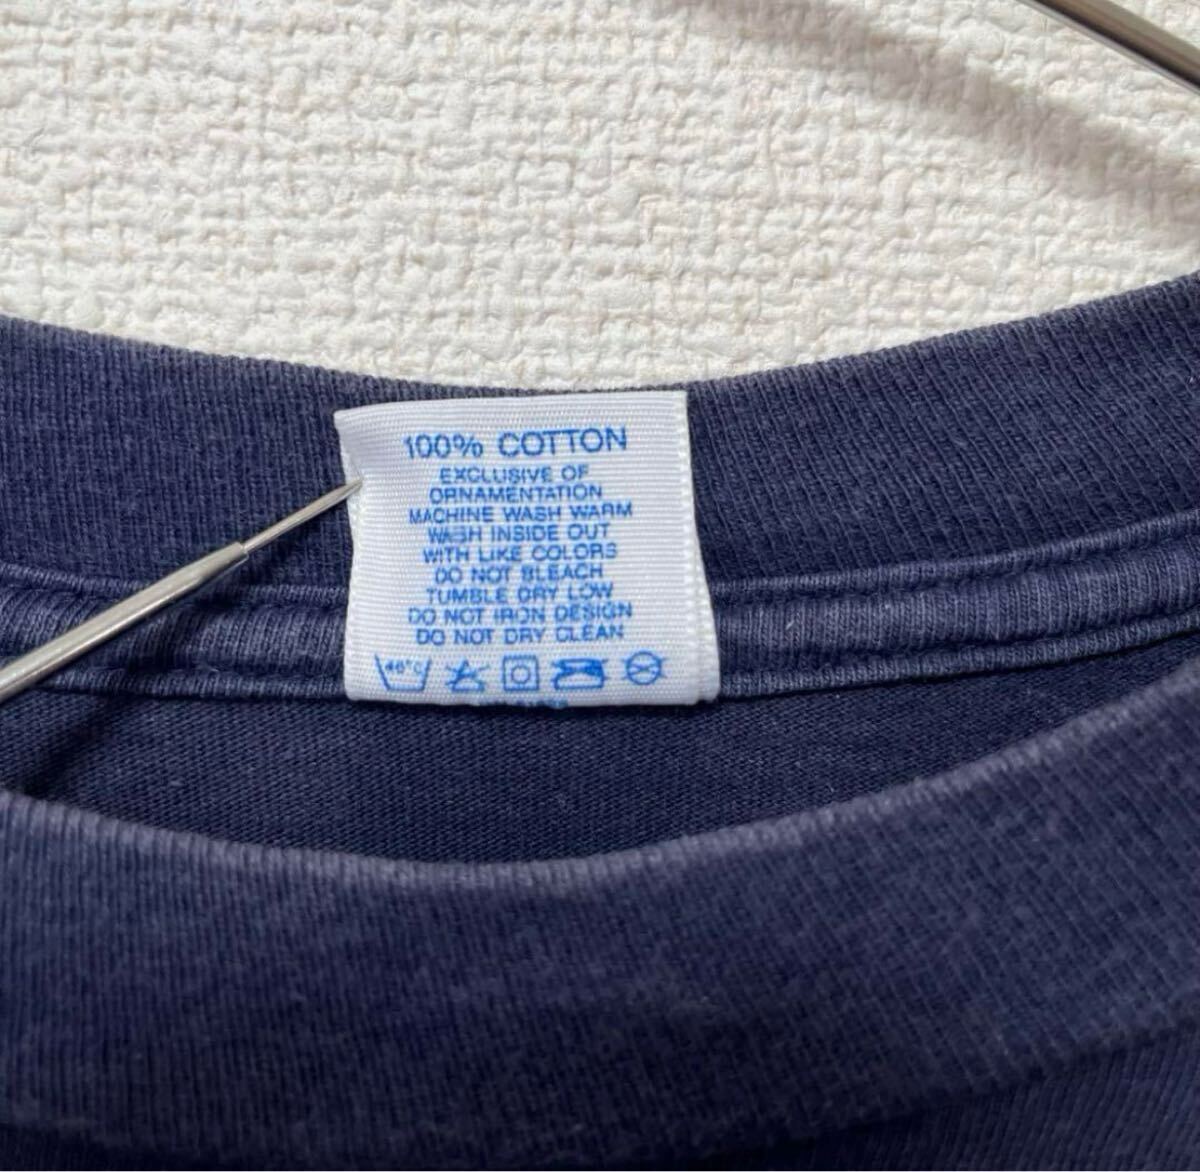 100% COTTON
EXCLUSIVE OF
ORNAMENTATION
MACHINE WASH WARM
WASH INSIDE OUT
WITH LIKE COLORS
DO NOT BLEACH
TUMBLE DRY LOW
DO NOT IRON DESIGN
DO NOT DRY CLEAN
40°C